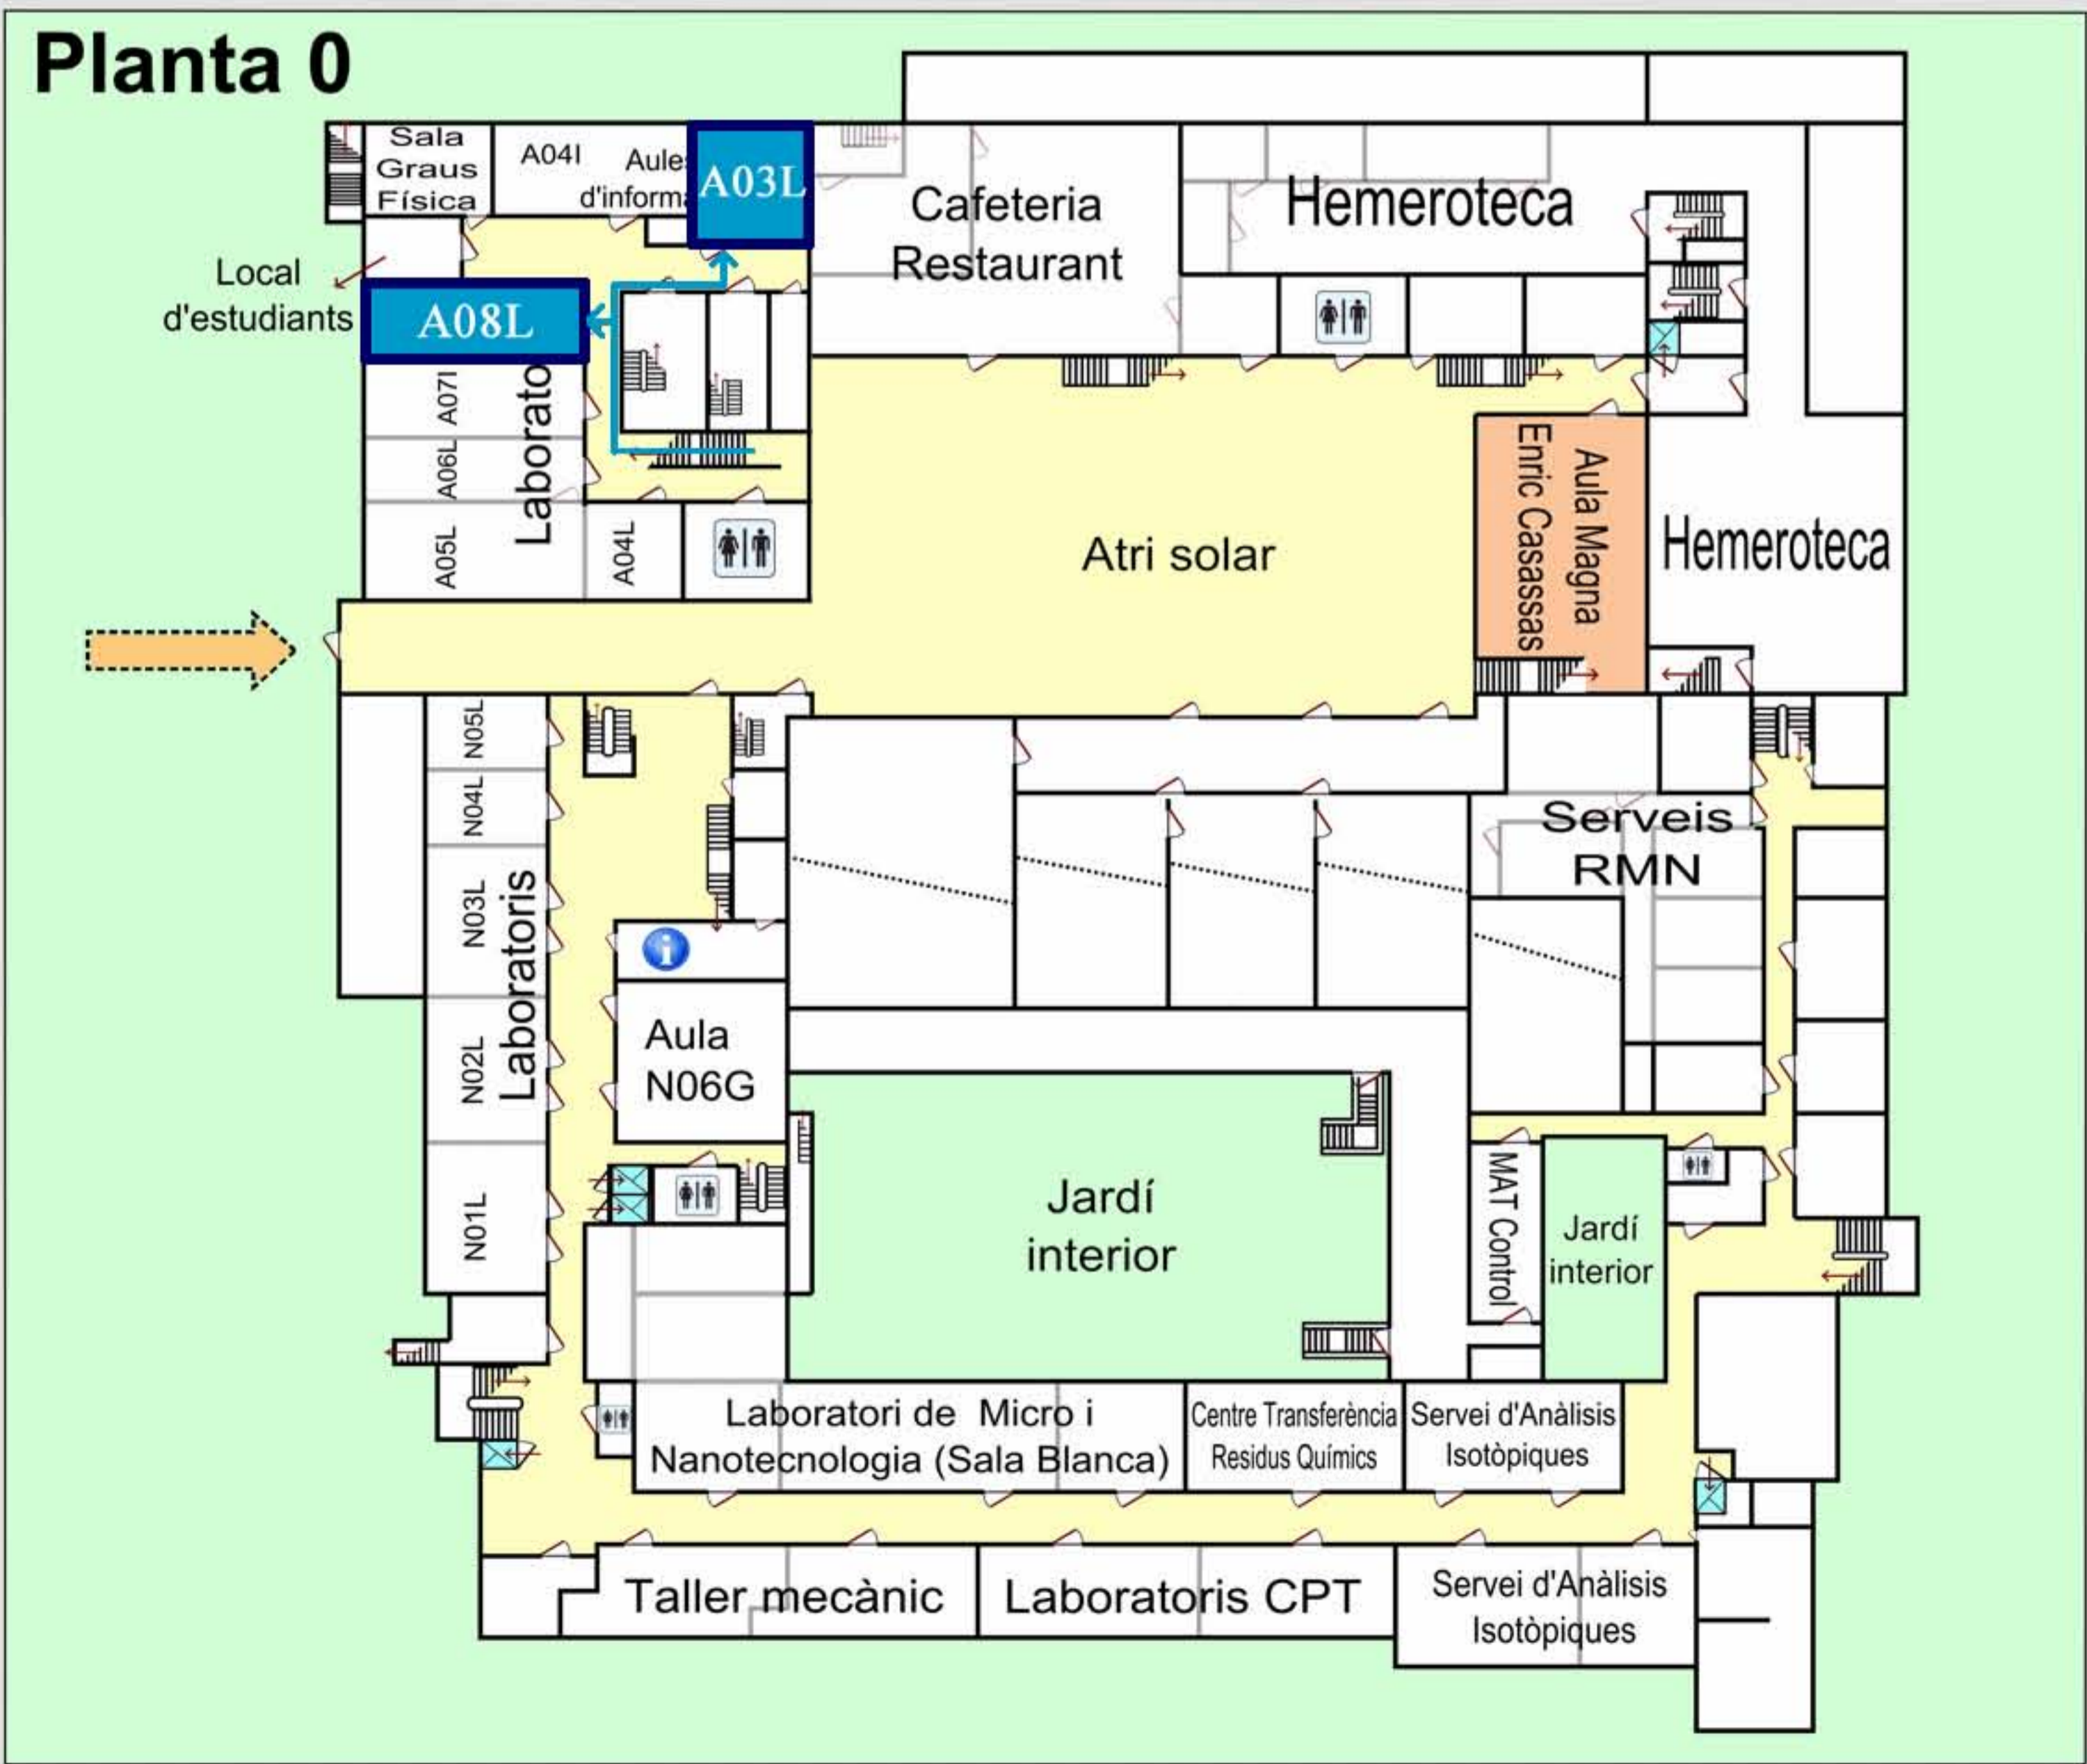 Planta 0
Sala
Graus
Física
A04I
Aules
d'inform
A03L
Cafeteria
Restaurant
Hemeroteca
Local
d'estudiants
A08L
A07I
A06L
A05L
Laborato
A04L
Atri solar
Aula Magna
Enric Casassas
Hemeroteca
N05L
N04L
N03L
N02L
N01L
Laboratoris
i
Aula
N06G
Serveis
RMN
Jardí
interior
MAT Control
Jardí
interior
Laboratori de Micro i
Nanotecnologia (Sala Blanca)
Centre Transferència
Residus Químics
Servei d'Anàlisis
Isotòpiques
Taller mecànic
Laboratoris CPT
Servei d'Anàlisis
Isotòpiques